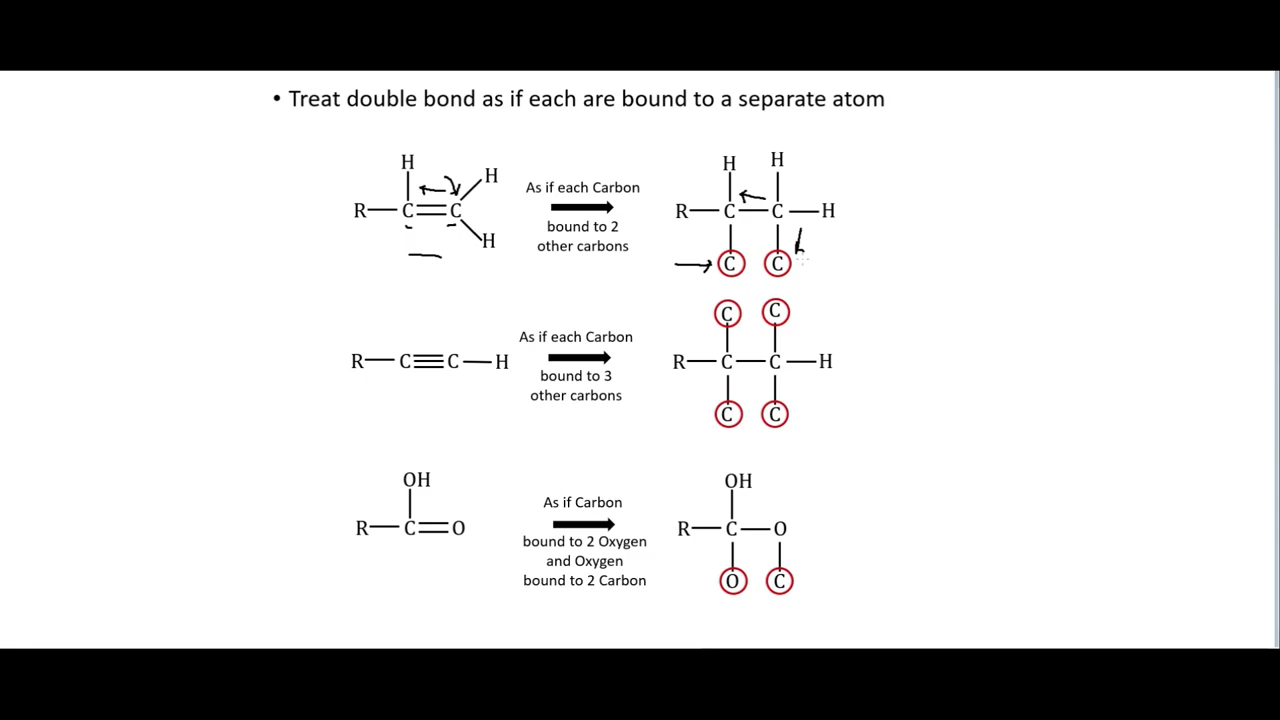 • Treat double bond as if each are bound to a separate atom
H
H
R—C=C
H
As if each Carbon
bound to 2
other carbons
H H
R—C—C—H
C C
R—C≡C—H
As if each Carbon
bound to 3
other carbons
C C
R—C—C—H
C C
OH
R—C=O
As if Carbon
bound to 2 Oxygen
and Oxygen
bound to 2 Carbon
OH
R—C—O
O C